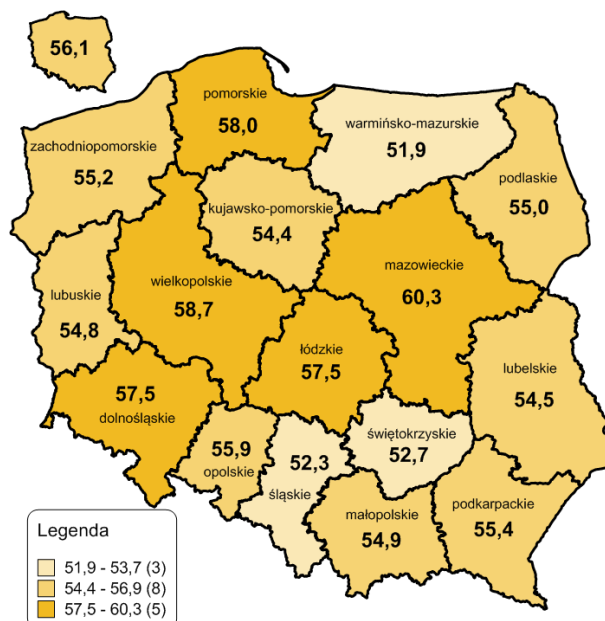 56,1
pomorskie
58,0
warmińsko-mazurskie
51,9
zachodniopomorskie
55,2
podlaskie
55,0
kujawsko-pomorskie
54,4
mazowieckie
60,3
wielkopolskie
58,7
lubuskie
54,8
łódzkie
57,5
lubelskie
54,5
57,5
dolnośląskie
55,9
opolskie
52,3
śląskie
świętokrzyskie
52,7
małopolskie
54,9
podkarpackie
55,4
Legenda
51,9 - 53,7 (3)
54,4 - 56,9 (8)
57,5 - 60,3 (5)